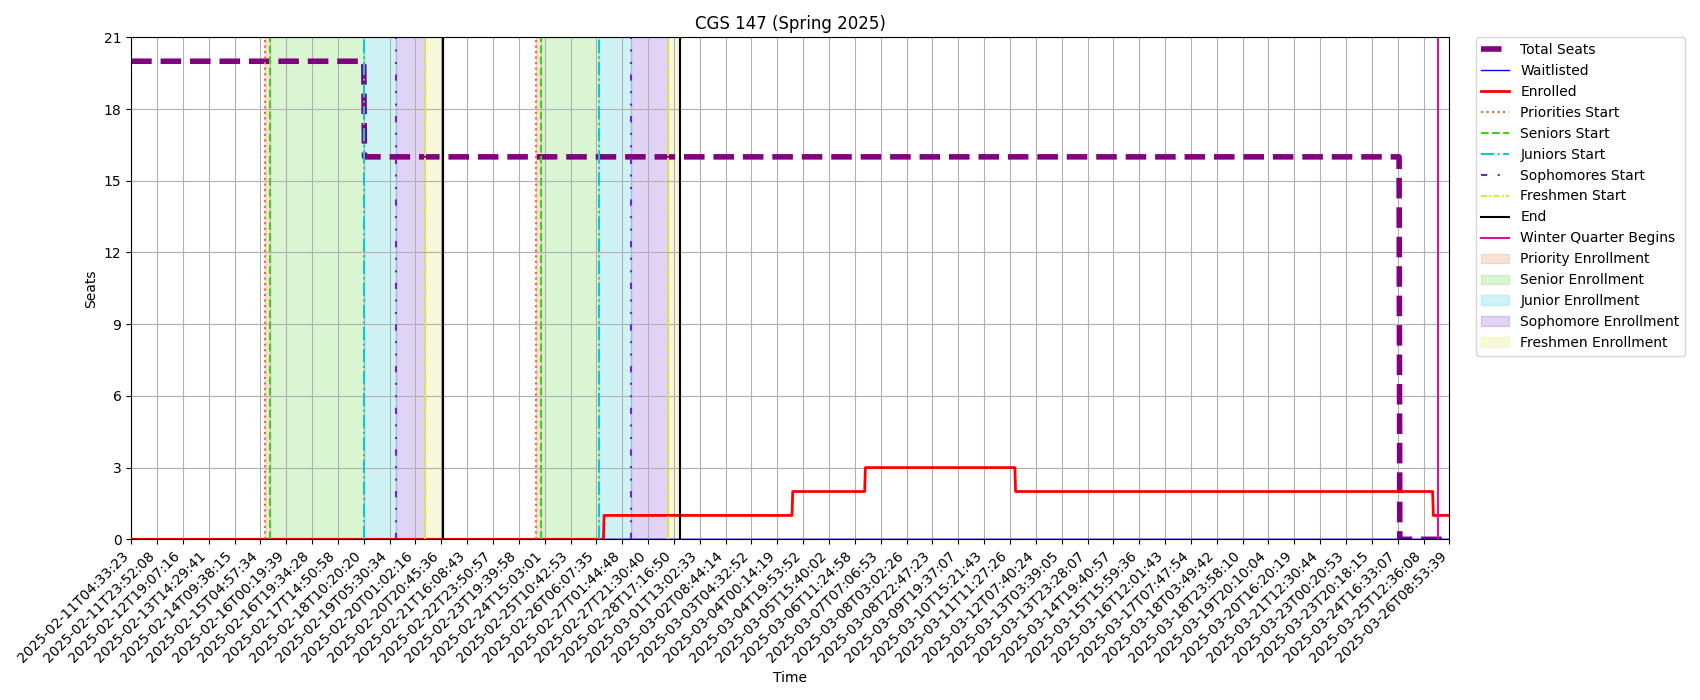 CGS 147 (Spring 2025)
21
18
15
12
9
6
3
0
Seats
2025-02-11T04:33:23
2025-02-11T23:52:08
2025-02-12T19:07:16
2025-02-13T14:29:41
2025-02-14T09:38:15
2025-02-15T04:57:34
2025-02-16T00:19:39
2025-02-16T19:34:28
2025-02-17T14:50:58
2025-02-18T10:20:20
2025-02-19T05:30:34
2025-02-20T01:02:16
2025-02-20T20:45:36
2025-02-21T16:08:43
2025-02-22T23:50:57
2025-02-23T19:39:58
2025-02-24T15:03:01
2025-02-25T10:42:53
2025-02-26T06:07:35
2025-02-27T01:44:48
2025-02-27T21:30:40
2025-02-28T17:16:50
2025-03-01T13:02:33
2025-03-02T08:44:14
2025-03-03T04:32:52
2025-03-04T00:14:19
2025-03-04T19:53:52
2025-03-05T15:40:02
2025-03-06T11:24:58
2025-03-07T07:06:53
2025-03-08T03:02:26
2025-03-08T22:47:23
2025-03-09T19:37:07
2025-03-10T15:21:43
2025-03-11T11:27:26
2025-03-12T07:40:24
2025-03-13T03:39:05
2025-03-13T23:28:07
2025-03-14T19:40:57
2025-03-15T15:59:36
2025-03-16T12:01:43
2025-03-17T07:47:54
2025-03-18T03:49:42
2025-03-18T23:58:10
2025-03-19T20:10:04
2025-03-20T16:20:19
2025-03-21T12:30:44
2025-03-23T00:20:53
2025-03-23T20:18:15
2025-03-24T16:33:07
2025-03-25T12:36:08
2025-03-26T08:53:39
Time
Total Seats
Waitlisted
Enrolled
Priorities Start
Seniors Start
Juniors Start
Sophomores Start
Freshmen Start
End
Winter Quarter Begins
Priority Enrollment
Senior Enrollment
Junior Enrollment
Sophomore Enrollment
Freshmen Enrollment